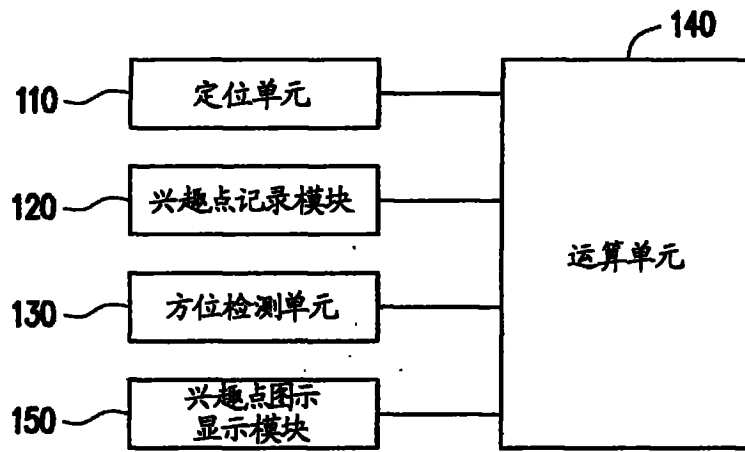 140
110
定位单元
120
兴趣点记录模块
运算单元
130
方位检测单元
150
兴趣点图示
显示模块